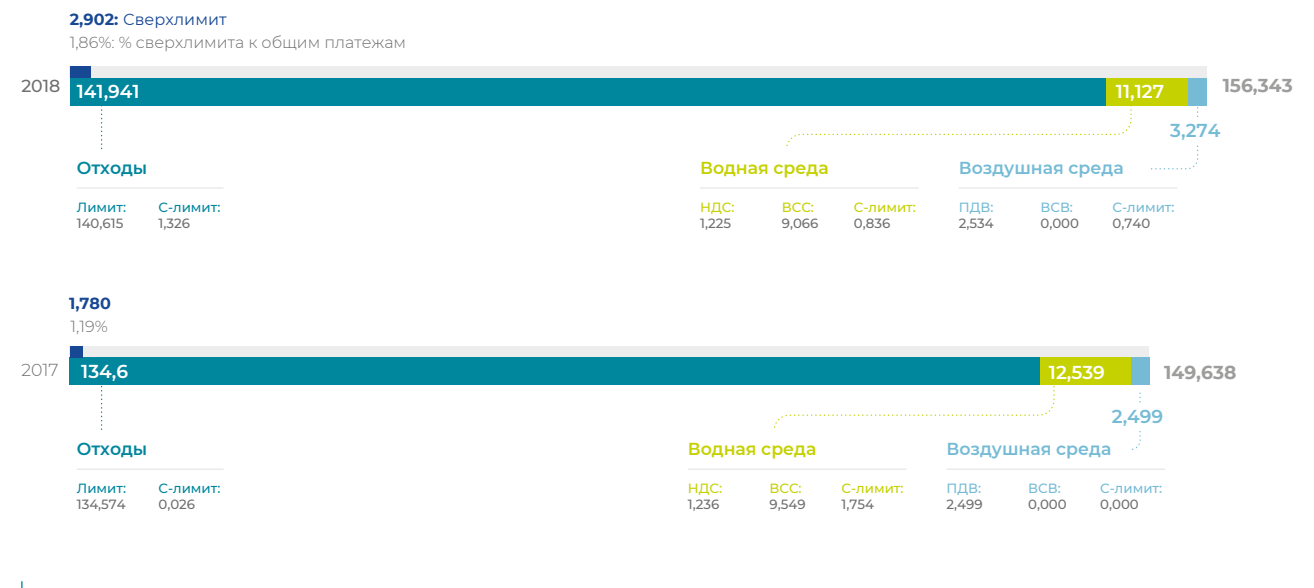 2,902: Сверхлимит
1,86%: % сверхлимита к общим платежам
2018
141,941
11,127
156,343
3,274
Отходы
Водная среда
Воздушная среда
Лимит: С-лимит:
140,615 1,326
НДС: ВСС: С-лимит:
1,225 9,066 0,836
ПДВ: ВСВ: С-лимит:
2,534 0,000 0,740
1,780
1,19%
2017
134,6
12,539
149,638
2,499
Отходы
Водная среда
Воздушная среда
Лимит: С-лимит:
134,574 0,026
НДС: ВСС: С-лимит:
1,236 9,549 1,754
ПДВ: ВСВ: С-лимит:
2,499 0,000 0,000